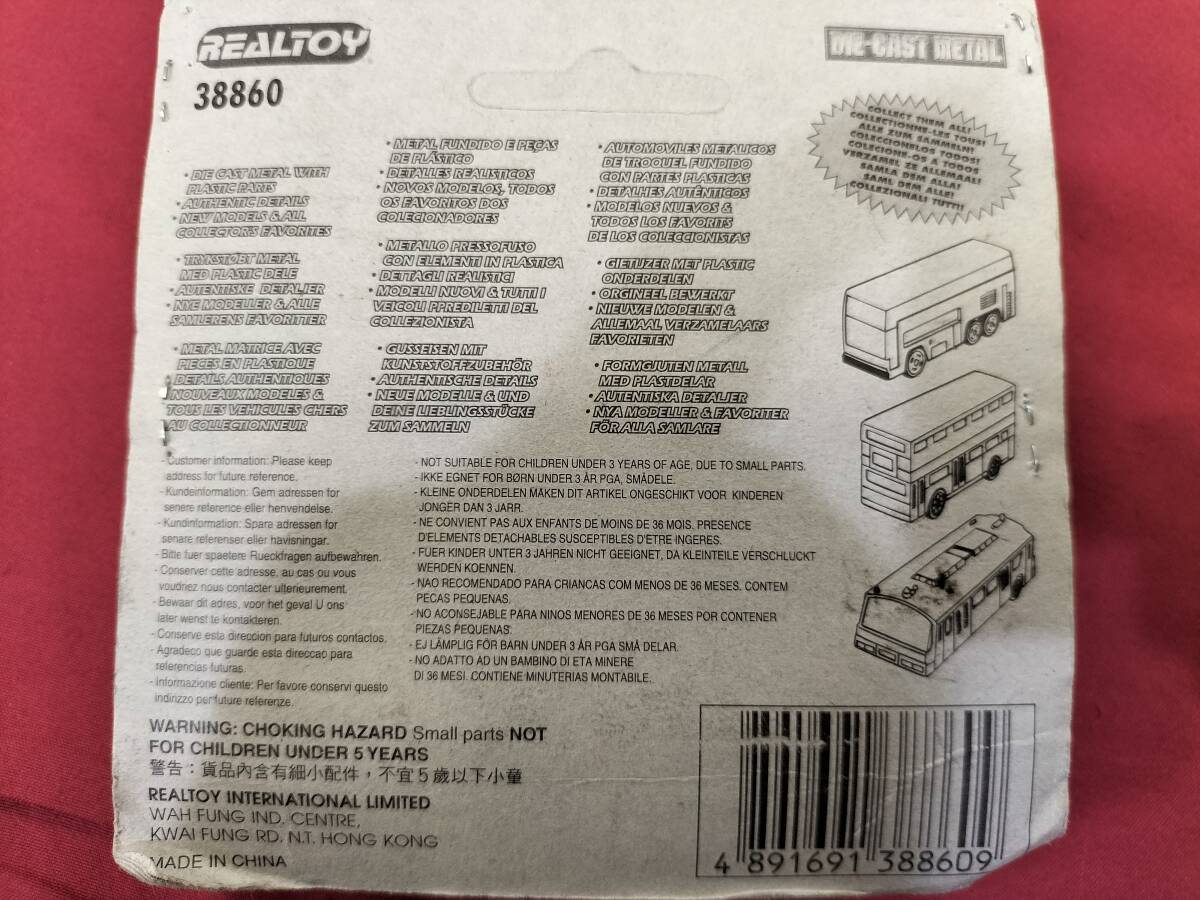 REALTOY
38860
DIE-CAST METAL
COLLECT THEM ALL!
COLLECTIONNE-LES TOUS!
ALLE ZUM SAMMELN!
COLECCIONELOS TODOS!
COLECIONE-OS A TODOS
VERZAMEL ZE ALLEMAAL!
SAMLA DEM ALLA!
SAML DEM ALLE!
COLLEZIONALI TUTTI!
• DIE CAST METAL WITH
PLASTIC PARTS
• AUTHENTIC DETAILS
• NEW MODELS & ALL
COLLECTORS FAVORITES
• TRYKSTØBT METAL
MED PLASTIC DELE
• AUTENTISKE DETALJER
• NYE MODELLER & ALLE
SAMLERENS FAVORITTER
• METAL MATRICE AVEC
PIECES EN PLASTIQUE
DETAILS AUTHENTIQUES
NOUVEAUX MODELES &
TOUS LES VEHICULES CHERS
AU COLLECTIONNEUR
• METAL FUNDIDO E PEÇAS
DE PLÁSTICO
• DETALLES REALISTICOS
• NOVOS MODELOS, TODOS
OS FAVORITOS DOS
COLECIONADORES
• METALLO PRESSOFUSO
CON ELEMENTI IN PLASTICA
• DETTAGLI REALISTICI
• MODELLI NUOVI & TUTTI I
VEICOLI FPREDILETTI DEL
COLLEZIONISTA
• GUSSEISEN MIT
KUNSTSTOFFZUBEHÖR
• AUTHENTISCHE DETAILS
• NEUE MODELLE & UND
DEINE LIEBLINGSSTÜCKE
ZUM SAMMELN
• AUTOMOVILES METALICOS
DE TROQUEL FUNDIDO
CON PARTES PLASTICAS
• DETALHES AUTÊNTICOS
• MODELOS NUEVOS &
TODOS LOS FAVORITS
DE LOS COLECCIONISTAS
• GIETIJZER MET PLASTIC
ONDERDELEN
• ORGINEEL BEWERKT
• NIEUWE MODELEN &
ALLEMAAL VERZAMELAARS
FAVORIETEN
• FORMGJUTEN METALL
MED PLASTDELAR
• AUTENTISKA DETALJER
• NYA MODELLER & FAVORITER
FÖR ALLA SAMLARE
- Customer information: Please keep
address for future reference.
- Kundeinformation: Gem adressen for
senere reference eller henvendelse.
- Kundinformation: Spara adressen for
senare referenser eller havisningar.
- Bitte fuer spaetere Rueckfragen aufbewahren.
- Conserver cette adresse, au cas ou vous
voudriez nous contacter ulterieurement.
- Bewaar dit adres, voor het geval U ons
later wenst te kontakteren.
- Conserve esta direccion para futuros contactos.
- Agradeco que guarde esta direccao para
referencias futuras.
- Informazione cliente: Per favore conservi questo
indirizzo per future referenze.
- NOT SUITABLE FOR CHILDREN UNDER 3 YEARS OF AGE, DUE TO SMALL PARTS.
- IKKE EGNET FOR BØRN UNDER 3 ÅR PGA, SMÅDELE.
- KLEINE ONDERDELEN MAKEN DIT ARTIKEL ONGESCHIKT VOOR KINDEREN
JONGER DAN 3 JARR.
- NE CONVIENT PAS AUX ENFANTS DE MOINS DE 36 MOIS. PRESENCE
D'ELEMENTS DETACHABLES SUSCEPTIBLES D'ETRE INGERES.
- FUER KINDER UNTER 3 JAHREN NICHT GEEIGNET, DA KLEINTEILE VERSCHLUCKT
WERDEN KOENNEN.
- NAO RECOMENDADO PARA CRIANCAS COM MENOS DE 36 MESES. CONTEM
PECAS PEQUENAS.
- NO ACONSEJABLE PARA NINOS MENORES DE 36 MESES POR CONTENER
PIEZAS PEQUENAS.
- EJ LÄMPLIG FÖR BARN UNDER 3 ÅR PGA SMÅ DELAR.
- NO ADATTO AD UN BAMBINO DI ETA MINERE
DI 36 MESI. CONTIENE MINUTERIAS MONTABILE.
WARNING: CHOKING HAZARD Small parts NOT
FOR CHILDREN UNDER 5 YEARS
警告：貨品內含有細小配件，不宜5歲以下小童
REALTOY INTERNATIONAL LIMITED
WAH FUNG IND. CENTRE,
KWAI FUNG RD. N.T. HONG KONG
MADE IN CHINA
4 891691 388609